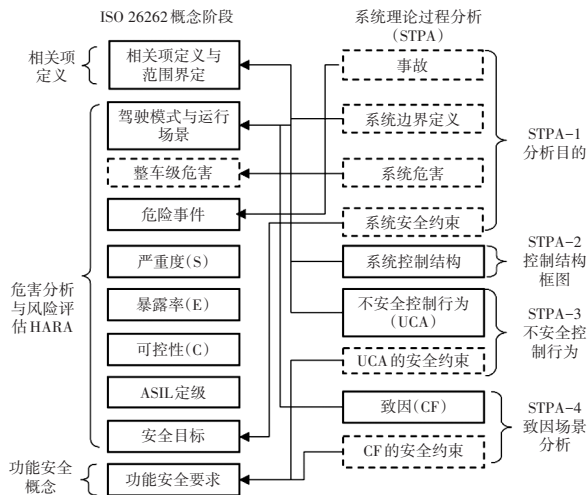 ISO 26262概念阶段
系统理论过程分析
(STPA)
相关项
定义
相关项定义与
范围界定
驾驶模式与运行
场景
整车级危害
危险事件
严重度(S)
暴露率(E)
可控性(C)
ASIL定级
安全目标
功能安全要求
危害分析
与风险评
估HARA
功能安全
概念
事故
系统边界定义
系统危害
系统安全约束
系统控制结构
不安全控制行为
(UCA)
UCA的安全约束
致因(CF)
CF的安全约束
STPA-1
分析目的
STPA-2
控制结构
框图
STPA-3
不安全控
制行为
STPA-4
致因场景
分析